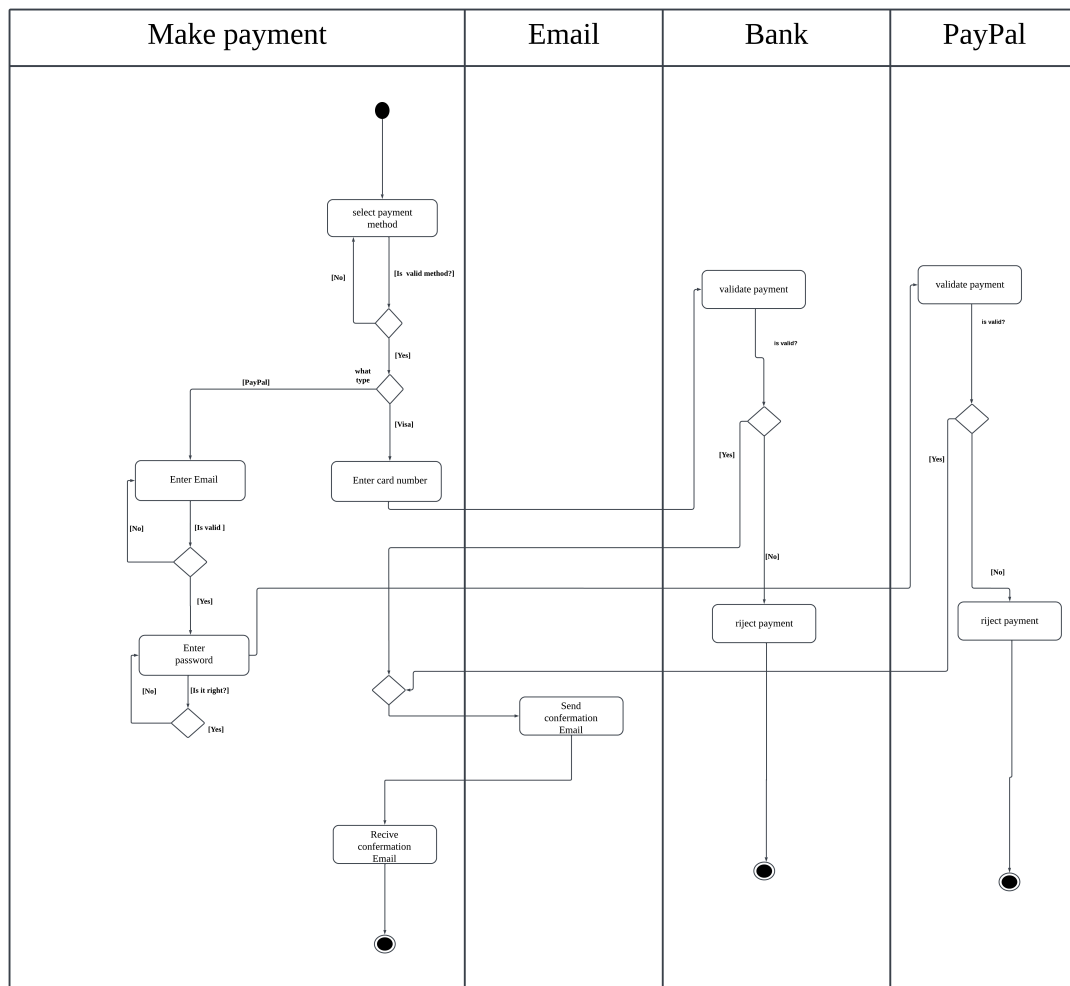 Make payment
Email
Bank
PayPal
select payment
method
[No]
[Is valid method?]
[Yes]
what
type
[PayPal]
[Visa]
Enter Email
Enter card number
[No]
[Is valid ]
[Yes]
Enter
password
[No]
[Is it right?]
[Yes]
Send
confermation
Email
Recive
confermation
Email
validate payment
is valid?
[Yes]
[No]
riject payment
validate payment
is valid?
[Yes]
[No]
riject payment